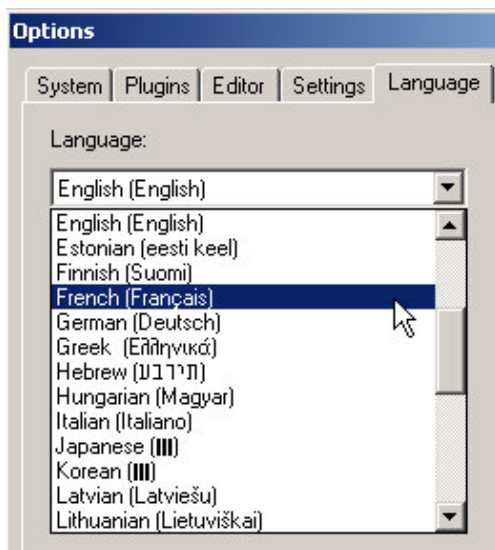 Options
System
Plugins
Editor
Settings
Language
Language:
English (English)
English (English)
Estonian (eesti keel)
Finnish (Suomi)
French (Français)
German (Deutsch)
Greek (Ελληνικά)
Hebrew (עברית)
Hungarian (Magyar)
Italian (Italiano)
Japanese (▮▮▮)
Korean (▮▮▮)
Latvian (Latviešu)
Lithuanian (Lietuviškai)